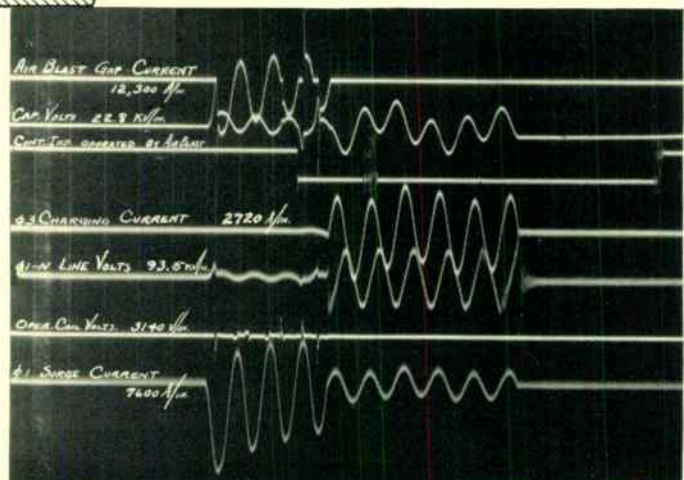 AIR BLAST GAP CURRENT
12,300 A/IN.
CAP. VOLTS 22.8 KV/IN.
CONT. IMP. OPERATED BY AIR BLAST
φ3 CHARGING CURRENT 2720 A/IN.
φ1-N LINE VOLTS 93.5 KV/IN.
OPER. COIL VOLTS 3140 V/IN.
φ1 SURGE CURRENT
7600 A/IN.